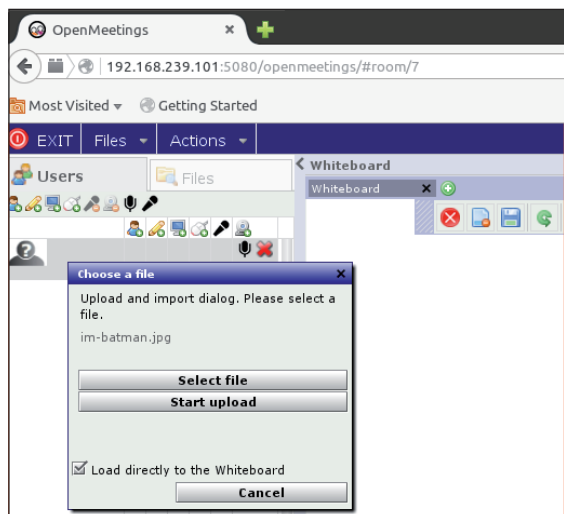 OpenMeetings
192.168.239.101:5080/openmeetings/#room/7
Most Visited Getting Started
EXIT Files Actions
Users Files
Whiteboard
Whiteboard
Choose a file
Upload and import dialog. Please select a
file.
im-batman.jpg
Select file
Start upload
Load directly to the Whiteboard
Cancel